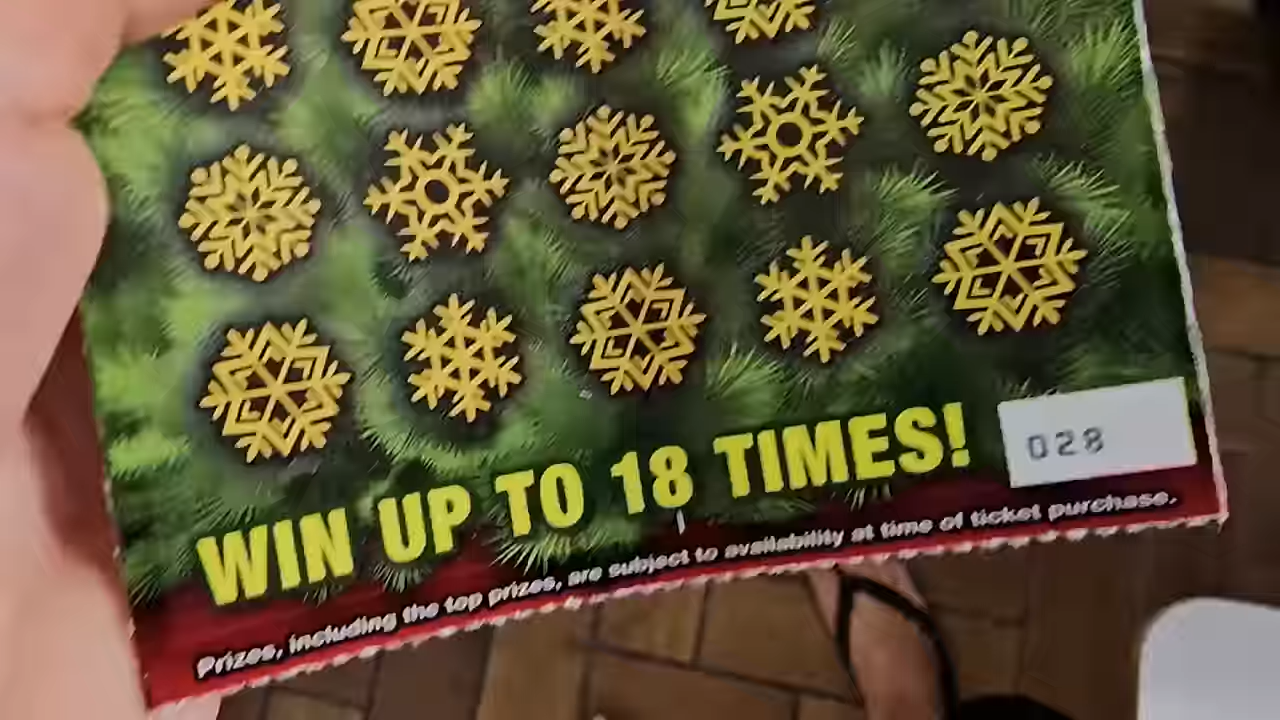 WIN UP TO 18 TIMES!
028
Prizes, including the top prizes, are subject to availability at time of ticket purchase.